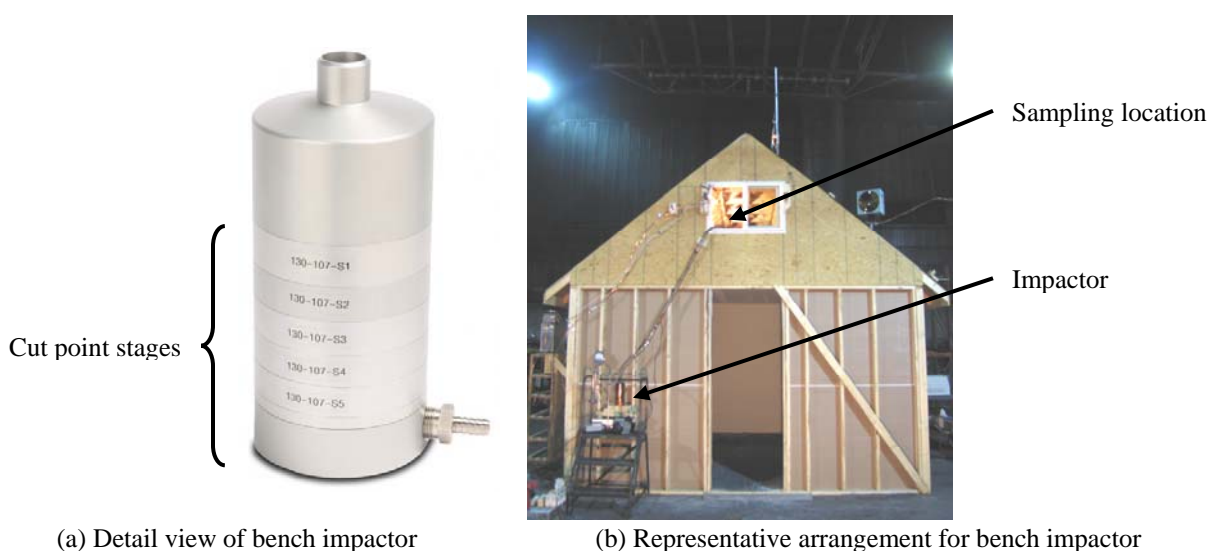 Cut point stages
130-107-S1
130-107-S2
130-107-S3
130-107-S4
130-107-S5
Sampling location
Impactor
(a) Detail view of bench impactor
(b) Representative arrangement for bench impactor